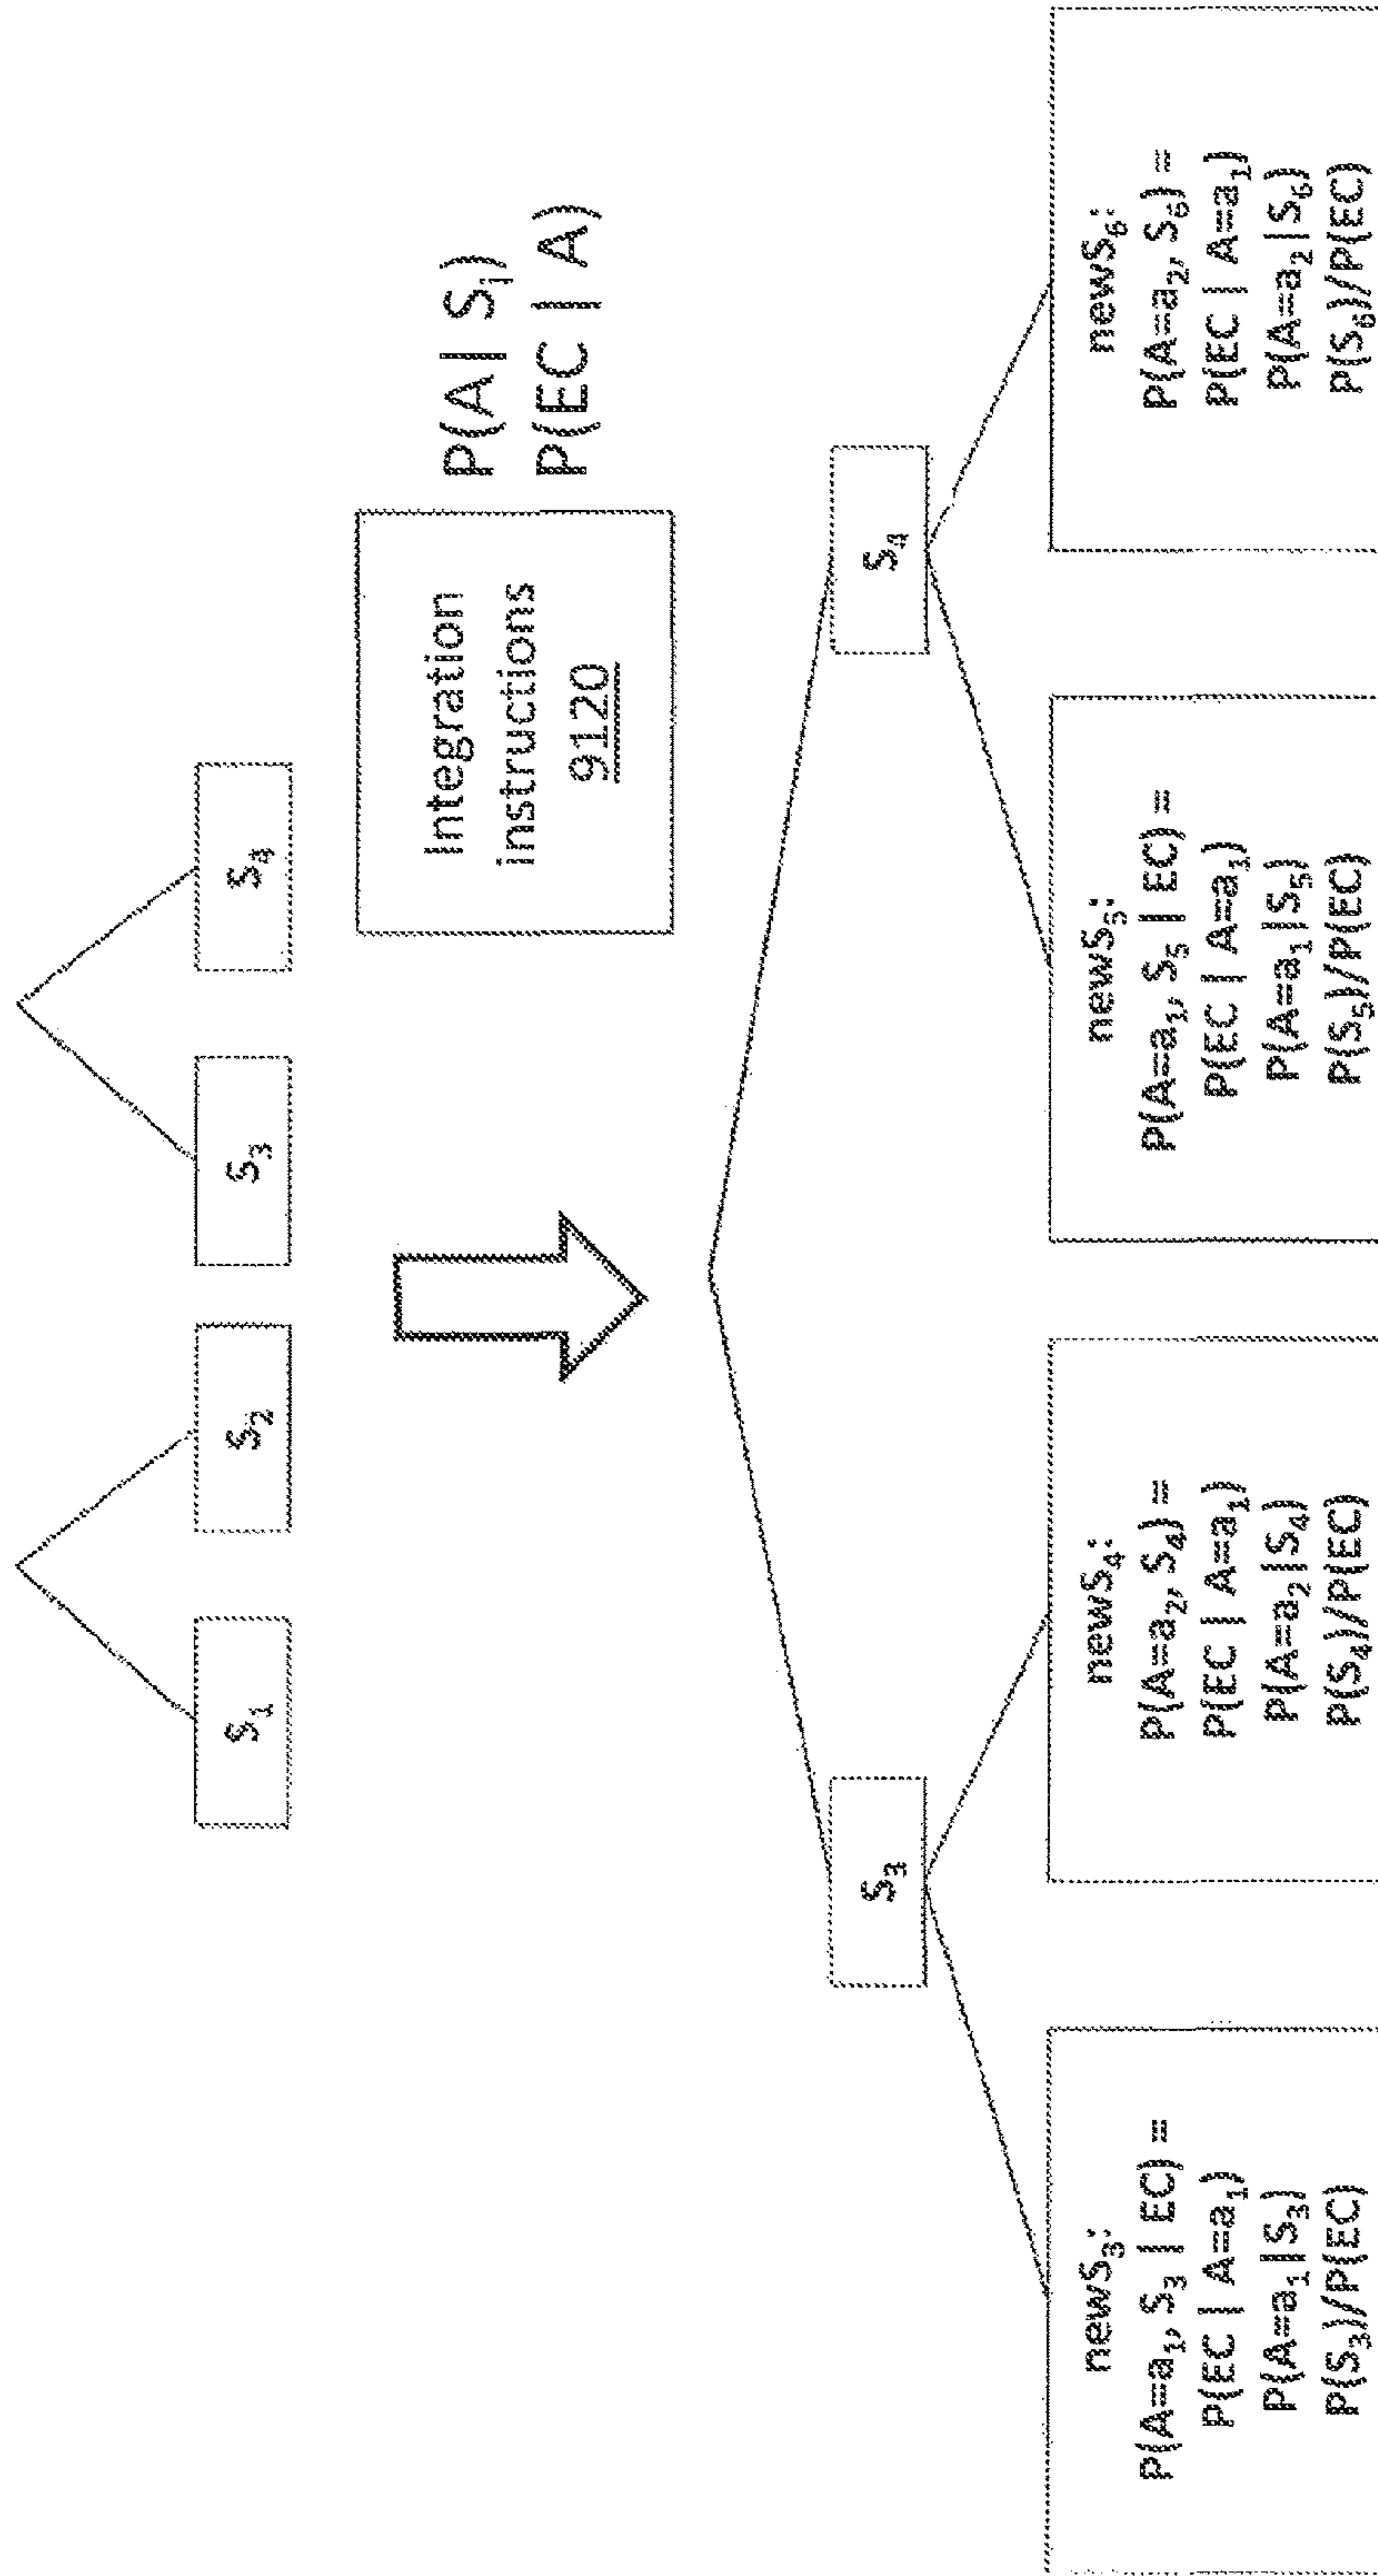 S₁
S₂
S₃
S₄
Integration
instructions
9120
P(A | Sᵢ)
P(EC | A)
S₃
S₄
newS₃:
P(A=a₁, S₃ | EC) =
P(EC | A=a₁)
P(A=a₁|S₃)
P(S₃)/P(EC)
newS₄:
P(A=a₂, S₄) =
P(EC | A=a₁)
P(A=a₂|S₄)
P(S₄)/P(EC)
newS₅:
P(A=a₁, S₅ | EC) =
P(EC | A=a₁)
P(A=a₁|S₅)
P(S₅)/P(EC)
newS₆:
P(A=a₂, S₆) =
P(EC | A=a₁)
P(A=a₂|S₆)
P(S₆)/P(EC)